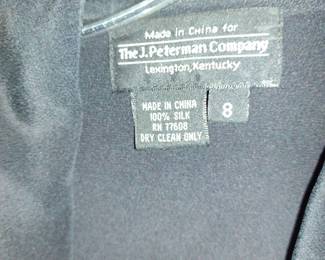 Made in China for
The J. Peterman Company
Lexington, Kentucky
MADE IN CHINA
100% SILK
RN 77608
DRY CLEAN ONLY
8